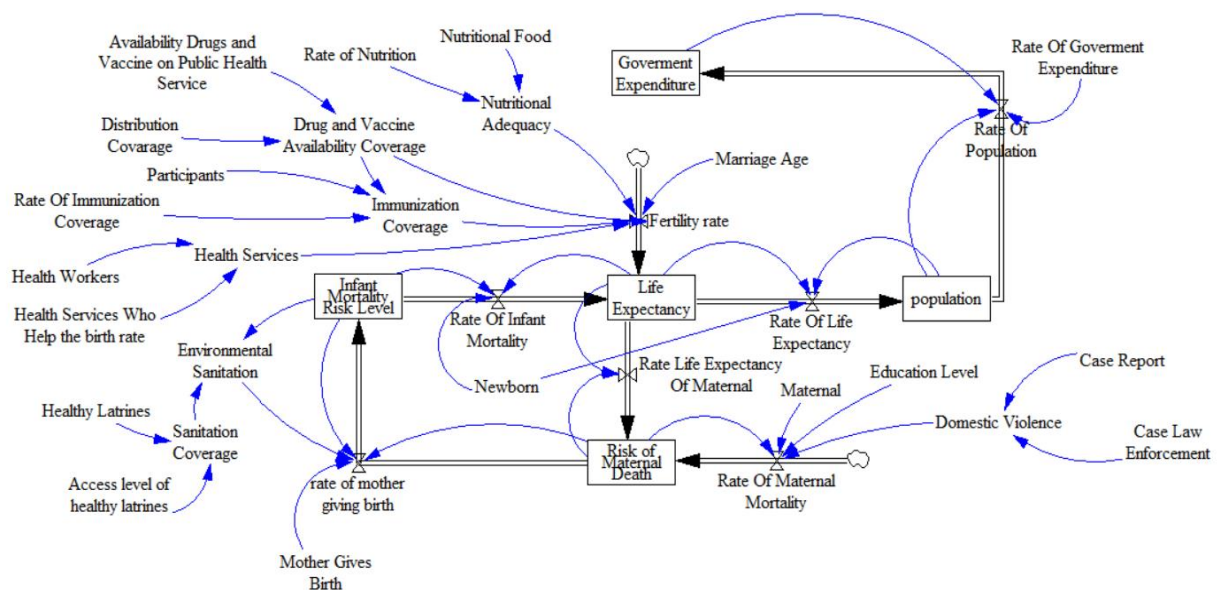 Availability Drugs and
Vaccine on Public Health
Service
Rate of Nutrition
Nutritional Food
Goverment
Expenditure
Rate Of Goverment
Expenditure
Distribution
Covarage
Drug and Vaccine
Availability Coverage
Nutritional
Adequacy
Rate Of
Population
Participants
Marriage Age
Rate Of Immunization
Coverage
Immunization
Coverage
Fertility rate
Health Workers
Health Services
Infant
Mortality
Risk Level
Life
Expectancy
population
Health Services Who
Help the birth rate
Rate Of Infant
Mortality
Rate Of Life
Expectancy
Environmental
Sanitation
Newborn
Rate Life Expectancy
Of Maternal
Maternal
Education Level
Case Report
Healthy Latrines
Sanitation
Coverage
Domestic Violence
Case Law
Enforcement
Access level of
healthy latrines
rate of mother
giving birth
Risk of
Maternal
Death
Rate Of Maternal
Mortality
Mother Gives
Birth